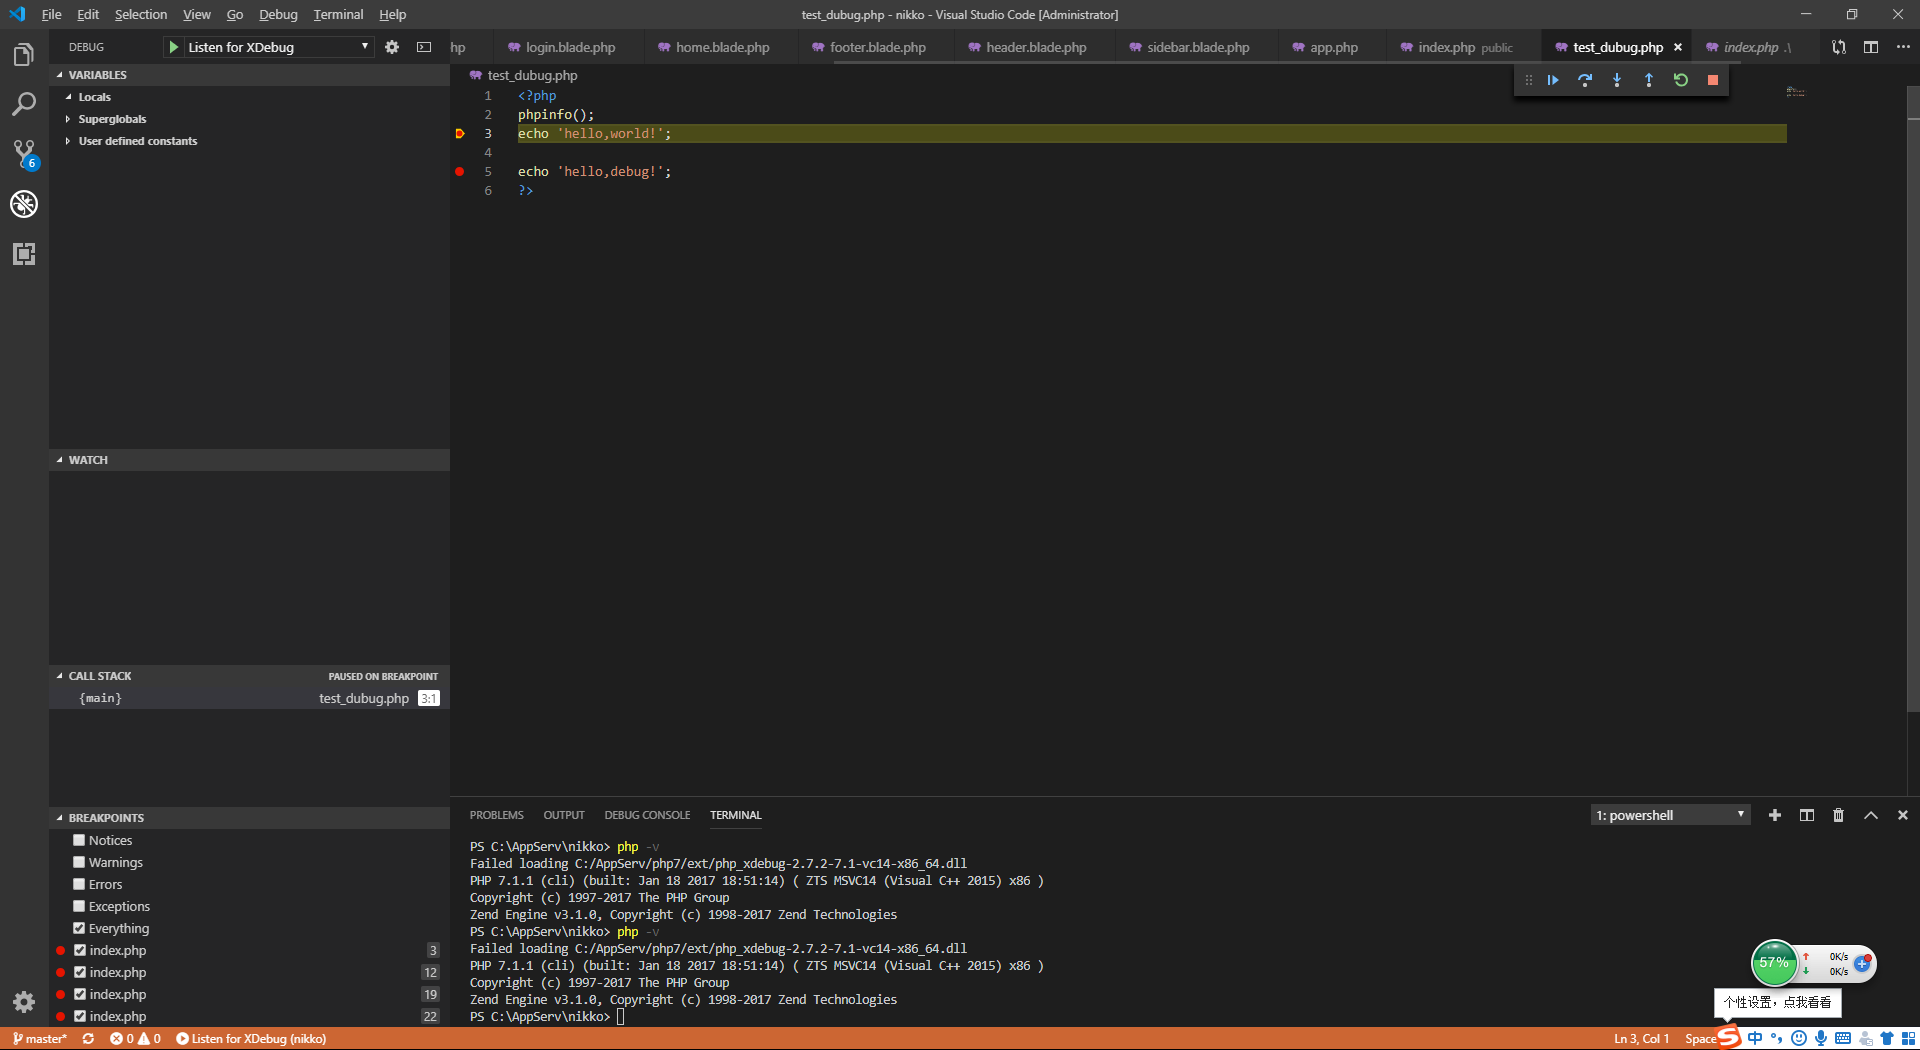 File Edit Selection View Go Debug Terminal Help
test_dubug.php - nikko - Visual Studio Code [Administrator]
DEBUG
Listen for XDebug
hp
login.blade.php
home.blade.php
footer.blade.php
header.blade.php
sidebar.blade.php
app.php
index.php public
test_dubug.php
index.php .\
VARIABLES
Locals
Superglobals
User defined constants
6
test_dubug.php
1 <?php
2 phpinfo();
3 echo 'hello,world!';
4
5 echo 'hello,debug!';
6 ?>
WATCH
CALL STACK PAUSED ON BREAKPOINT
{main} test_dubug.php 3:1
BREAKPOINTS
Notices
Warnings
Errors
Exceptions
Everything
index.php 3
index.php 12
index.php 19
index.php 22
PROBLEMS OUTPUT DEBUG CONSOLE TERMINAL
1: powershell
PS C:\AppServ\nikko> php -v
Failed loading C:/AppServ/php7/ext/php_xdebug-2.7.2-7.1-vc14-x86_64.dll
PHP 7.1.1 (cli) (built: Jan 18 2017 18:51:14) ( ZTS MSVC14 (Visual C++ 2015) x86 )
Copyright (c) 1997-2017 The PHP Group
Zend Engine v3.1.0, Copyright (c) 1998-2017 Zend Technologies
PS C:\AppServ\nikko> php -v
Failed loading C:/AppServ/php7/ext/php_xdebug-2.7.2-7.1-vc14-x86_64.dll
PHP 7.1.1 (cli) (built: Jan 18 2017 18:51:14) ( ZTS MSVC14 (Visual C++ 2015) x86 )
Copyright (c) 1997-2017 The PHP Group
Zend Engine v3.1.0, Copyright (c) 1998-2017 Zend Technologies
PS C:\AppServ\nikko>
57%
0K/s
0K/s
个性设置，点我看看
master* 0 0 Listen for XDebug (nikko)
Ln 3, Col 1 Space
中